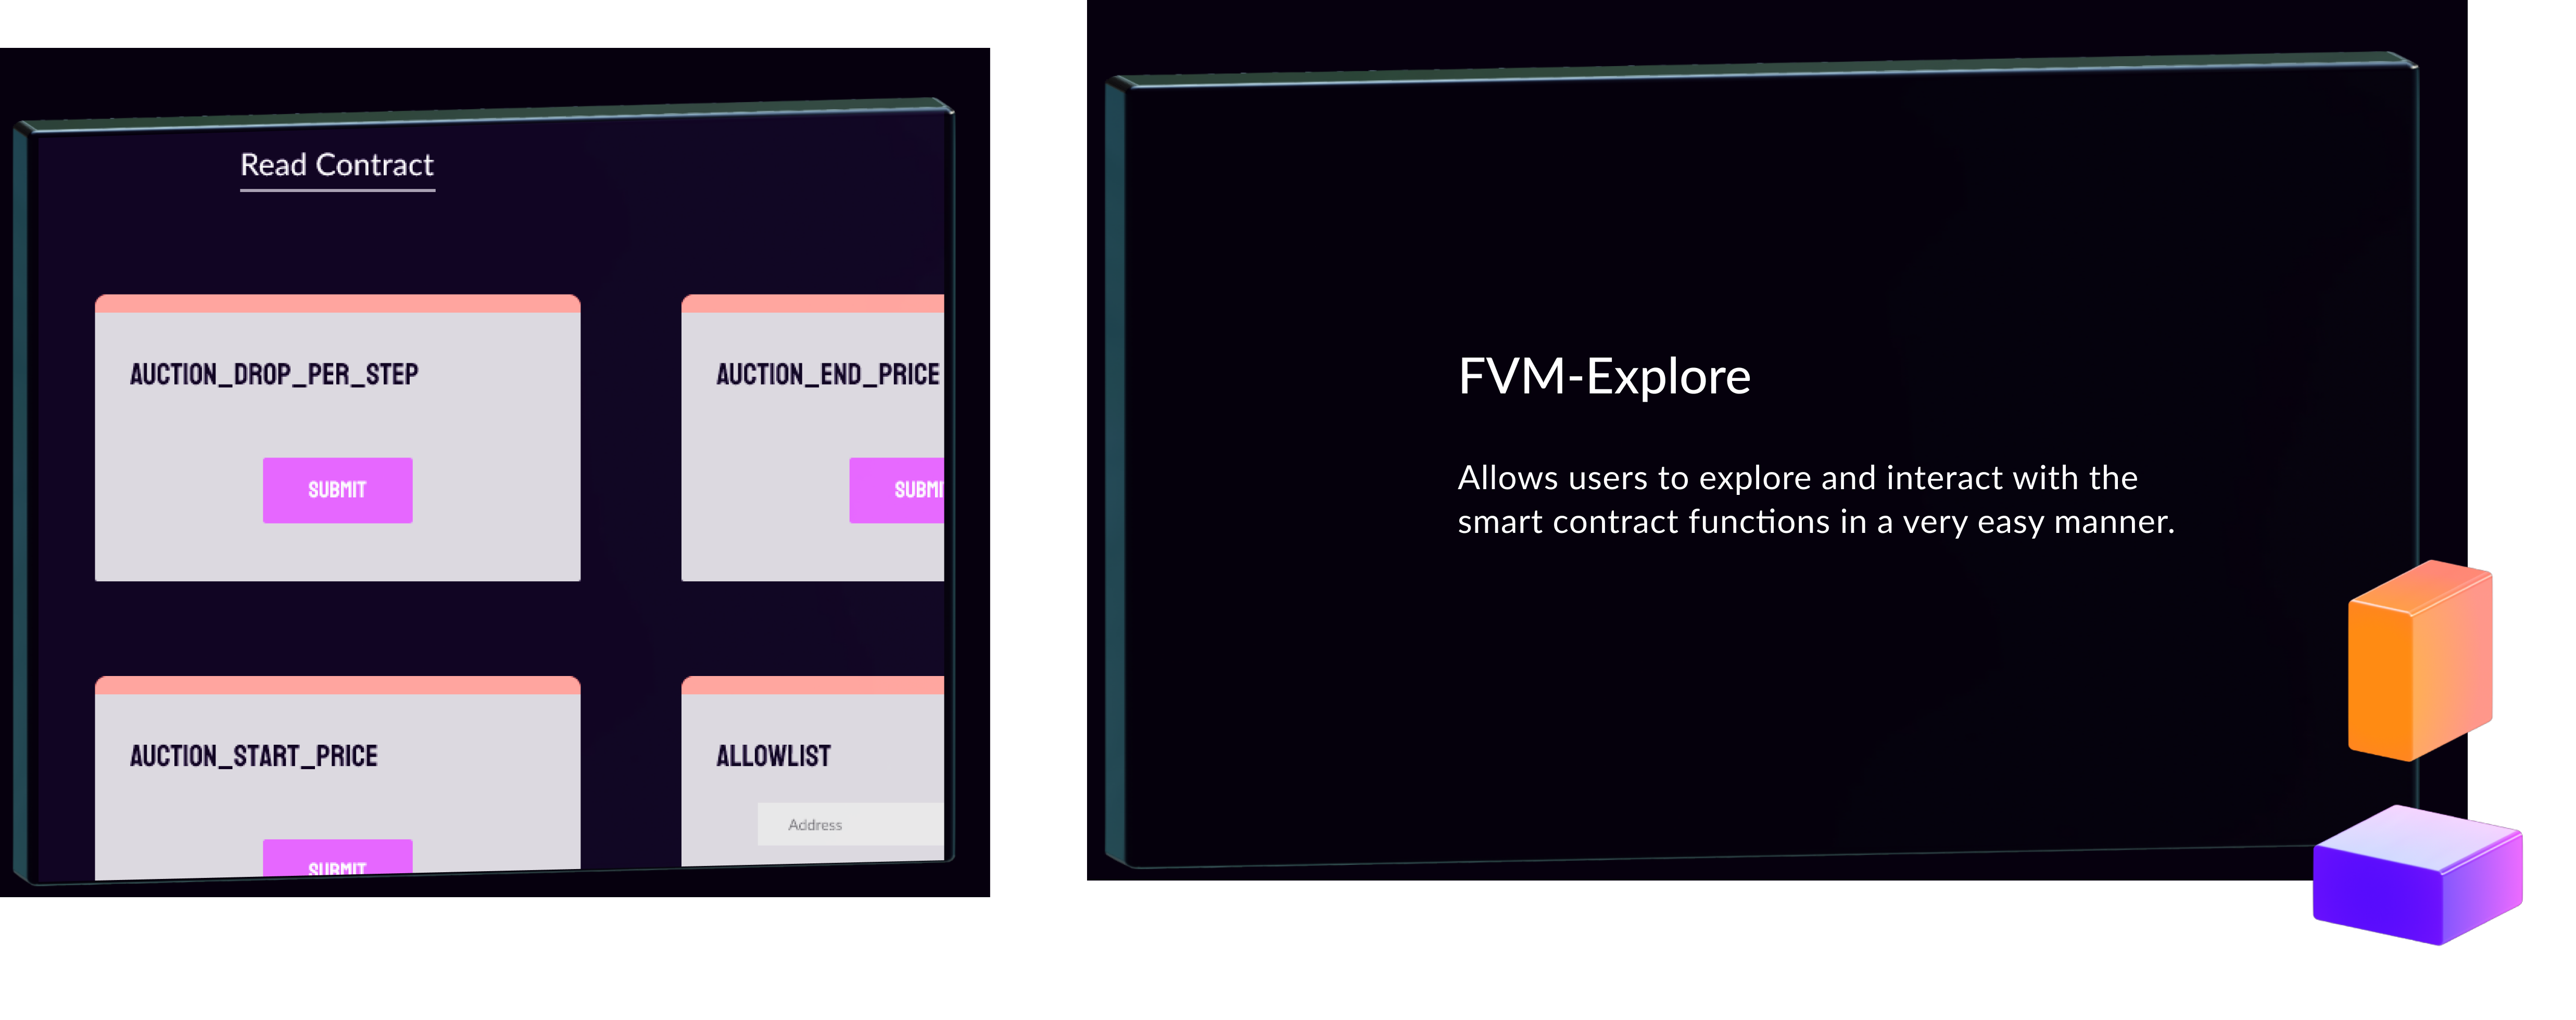 Read Contract
AUCTION_DROP_PER_STEP
AUCTION_END_PRICE
SUBMIT
SUBMI
AUCTION_START_PRICE
ALLOWLIST
Address
SUBMIT
FVM-Explore
Allows users to explore and interact with the
smart contract functions in a very easy manner.